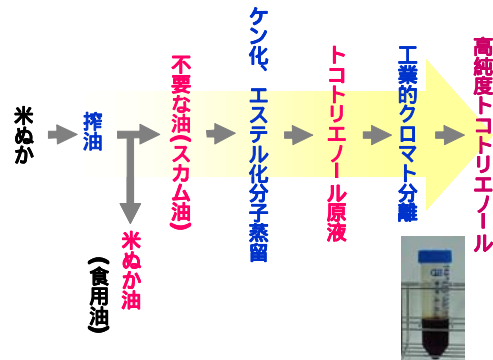 米ぬか
搾油
米ぬか油
(食用油)
不要な油(スカム油)
ケン化、エステル化分子蒸留
トコトリエノール原液
工業的クロマト分離
高純度トコトリエノール